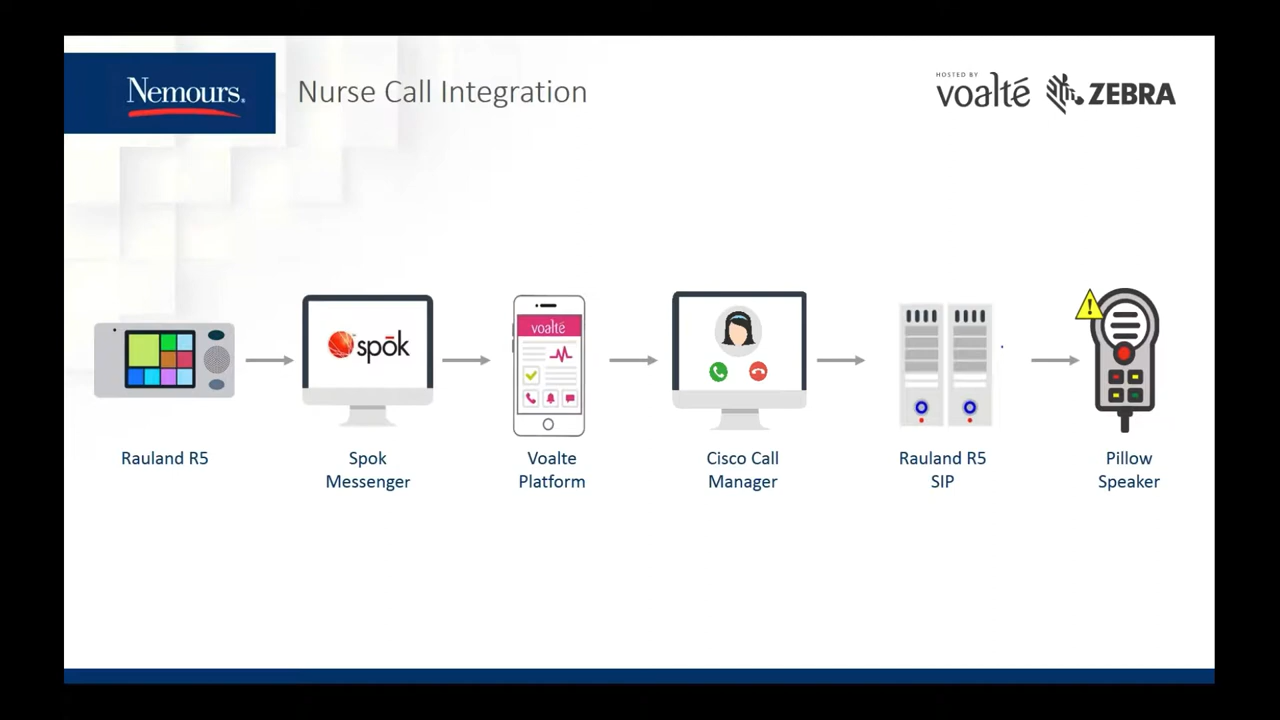 Nemours.
Nurse Call Integration
HOSTED BY
voalté
ZEBRA
spōk
voalté
Rauland R5
Spok
Messenger
Voalte
Platform
Cisco Call
Manager
Rauland R5
SIP
Pillow
Speaker